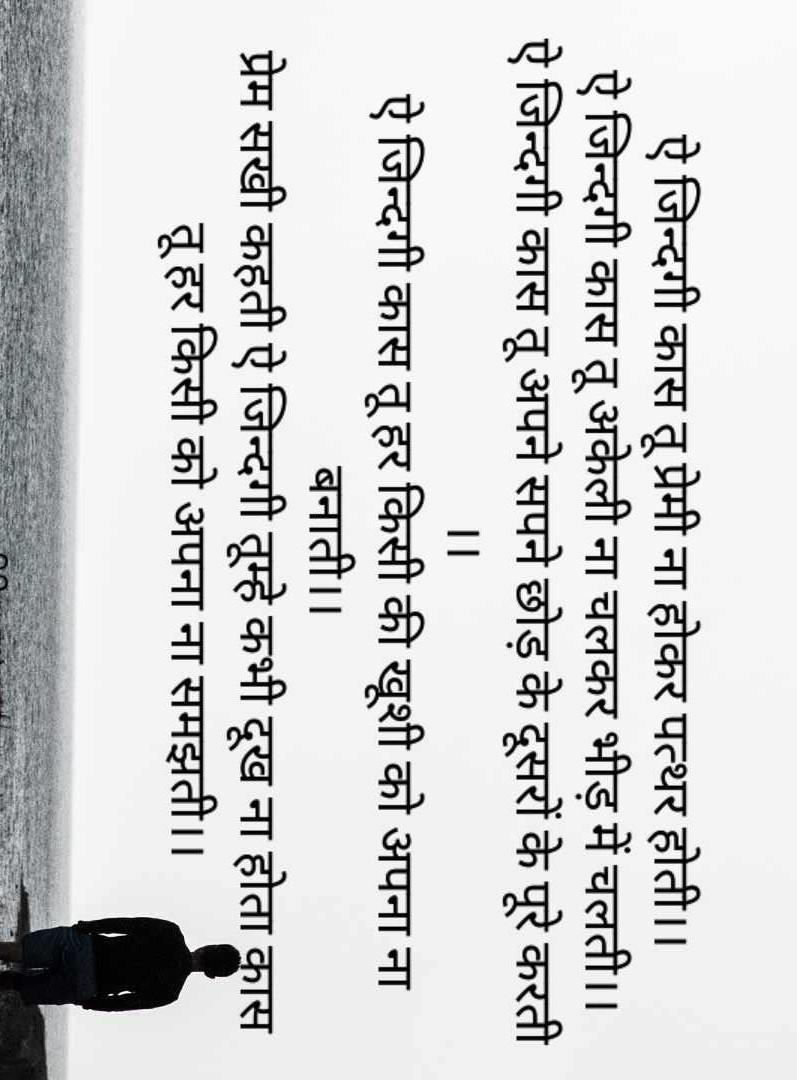 ऐ जिन्दगी कास तू प्रेमी ना होकर पत्थर होती।।
ऐ जिन्दगी कास तू अकेली ना चलकर भीड़ में चलती।।
ऐ जिन्दगी कास तू अपने सपने छोड़ के दूसरों के पूरे करती
।।
ऐ जिन्दगी कास तू हर किसी की खुशी को अपना ना
बनाती।।
प्रेम सखी कहती ऐ जिन्दगी तूम्हे कभी दूख ना होता कास
तू हर किसी को अपना ना समझती।।